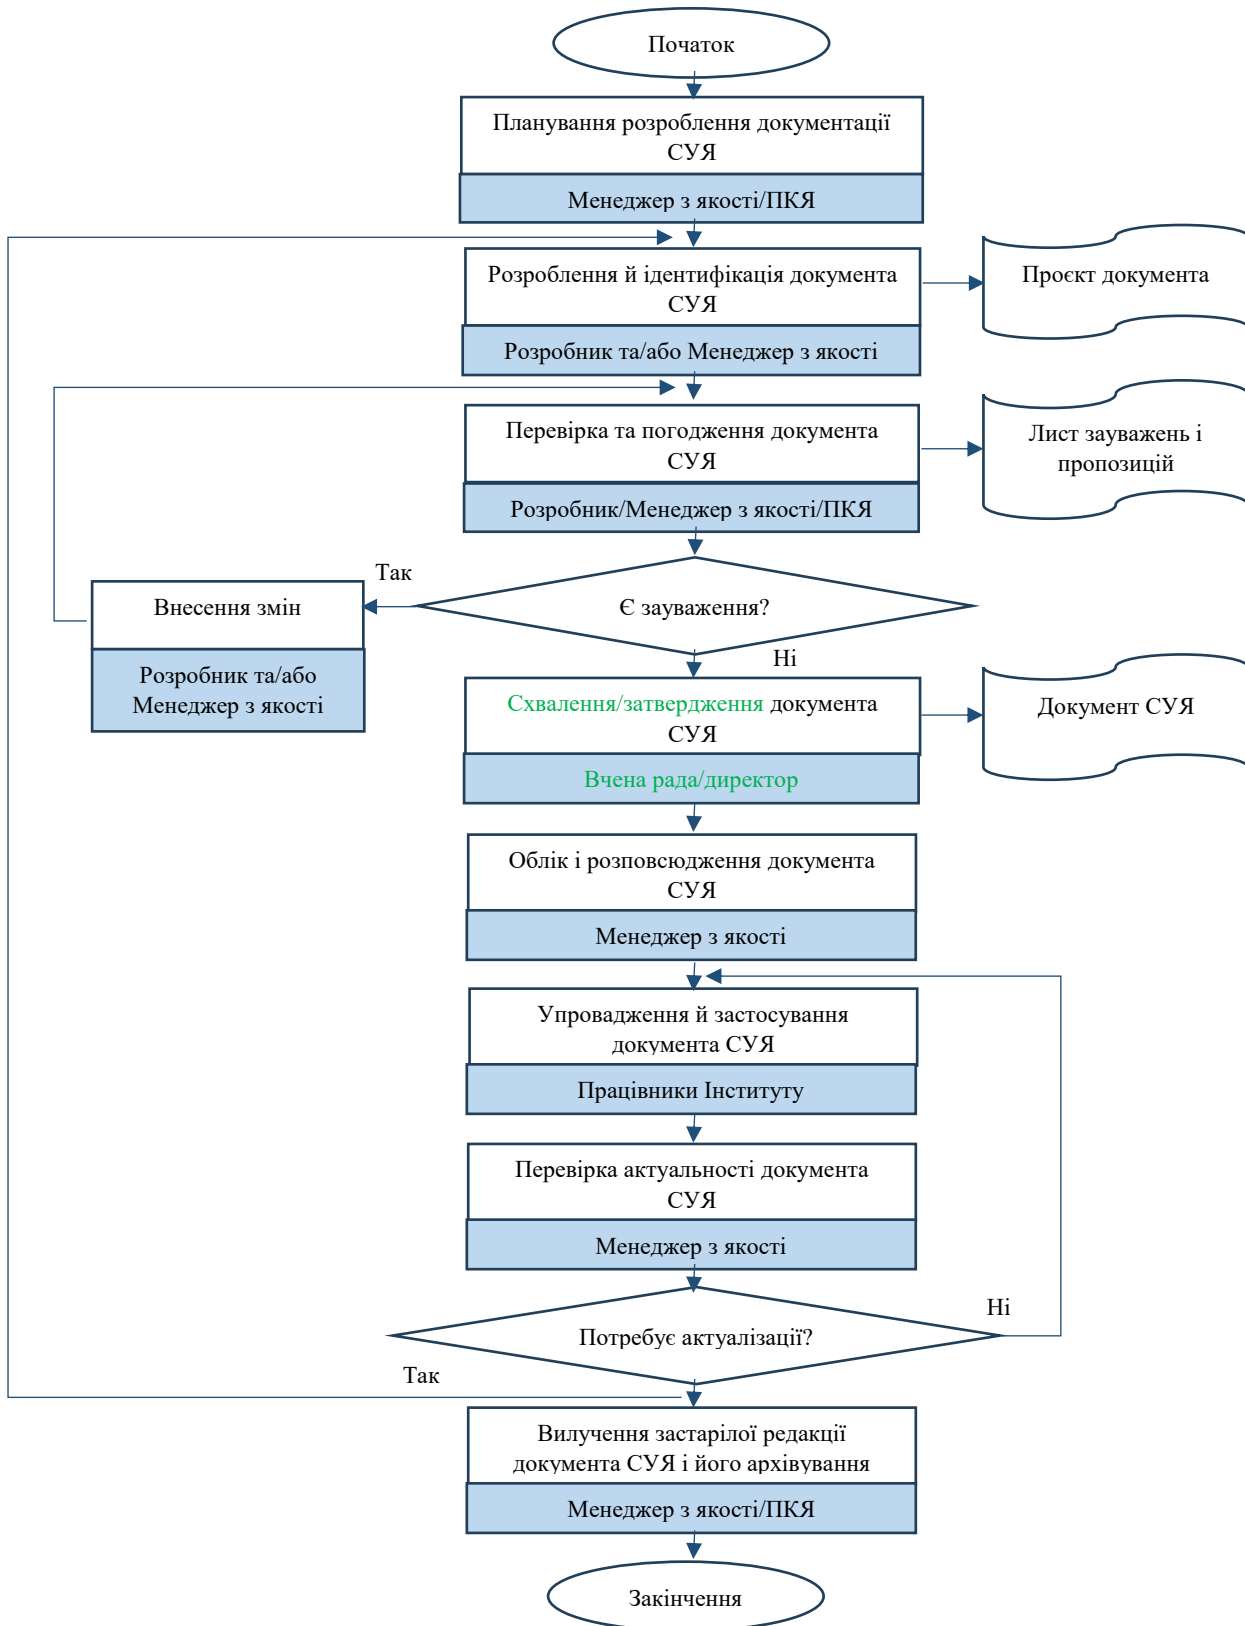 Початок
Планування розроблення документації
СУЯ
Менеджер з якості/ПКЯ
Розроблення й ідентифікація документа
СУЯ
Розробник та/або Менеджер з якості
Проєкт документа
Перевірка та погодження документа
СУЯ
Розробник/Менеджер з якості/ПКЯ
Лист зауважень і
пропозицій
Є зауваження?
Так
Внесення змін
Розробник та/або
Менеджер з якості
Ні
Схвалення/затвердження документа
СУЯ
Вчена рада/директор
Документ СУЯ
Облік і розповсюдження документа
СУЯ
Менеджер з якості
Упровадження й застосування
документа СУЯ
Працівники Інституту
Перевірка актуальності документа
СУЯ
Менеджер з якості
Ні
Потребує актуалізації?
Так
Вилучення застарілої редакції
документа СУЯ і його архівування
Менеджер з якості/ПКЯ
Закінчення